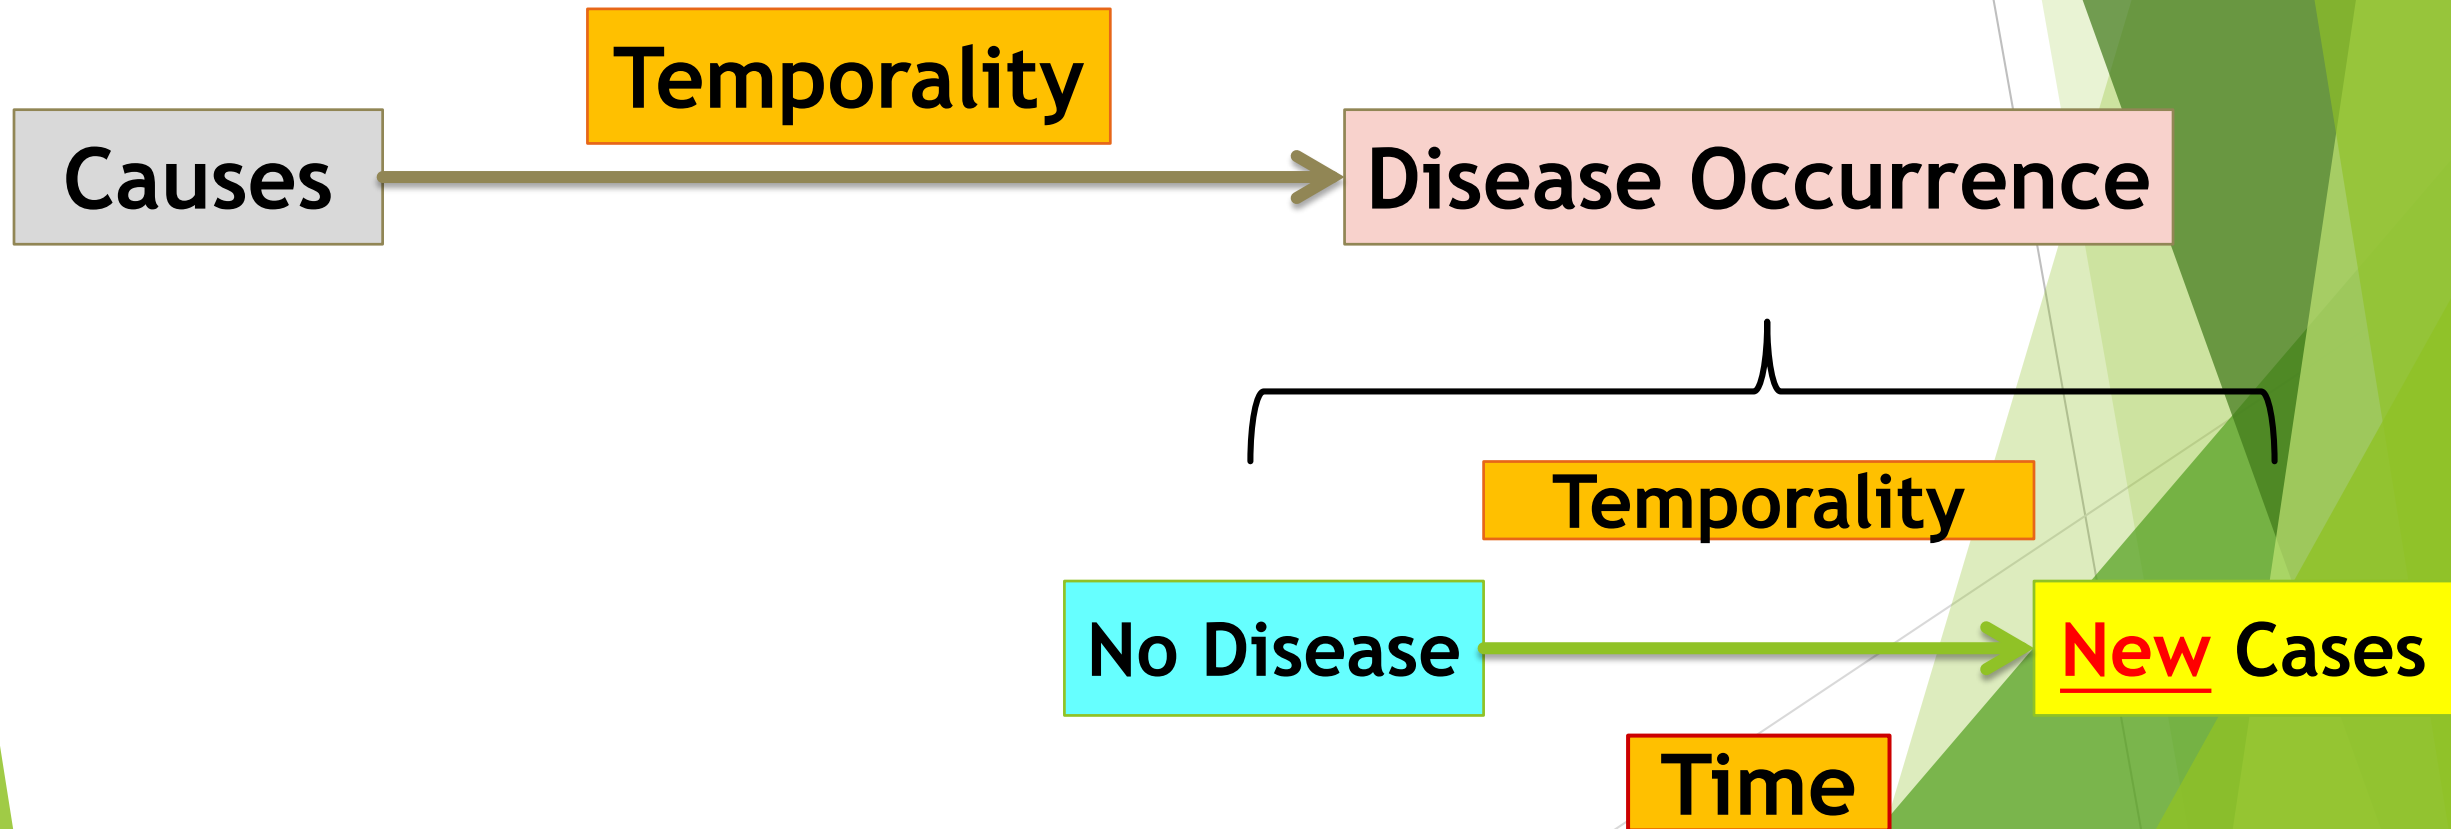 Temporality
Causes
Disease Occurrence
Temporality
No Disease
New Cases
Time